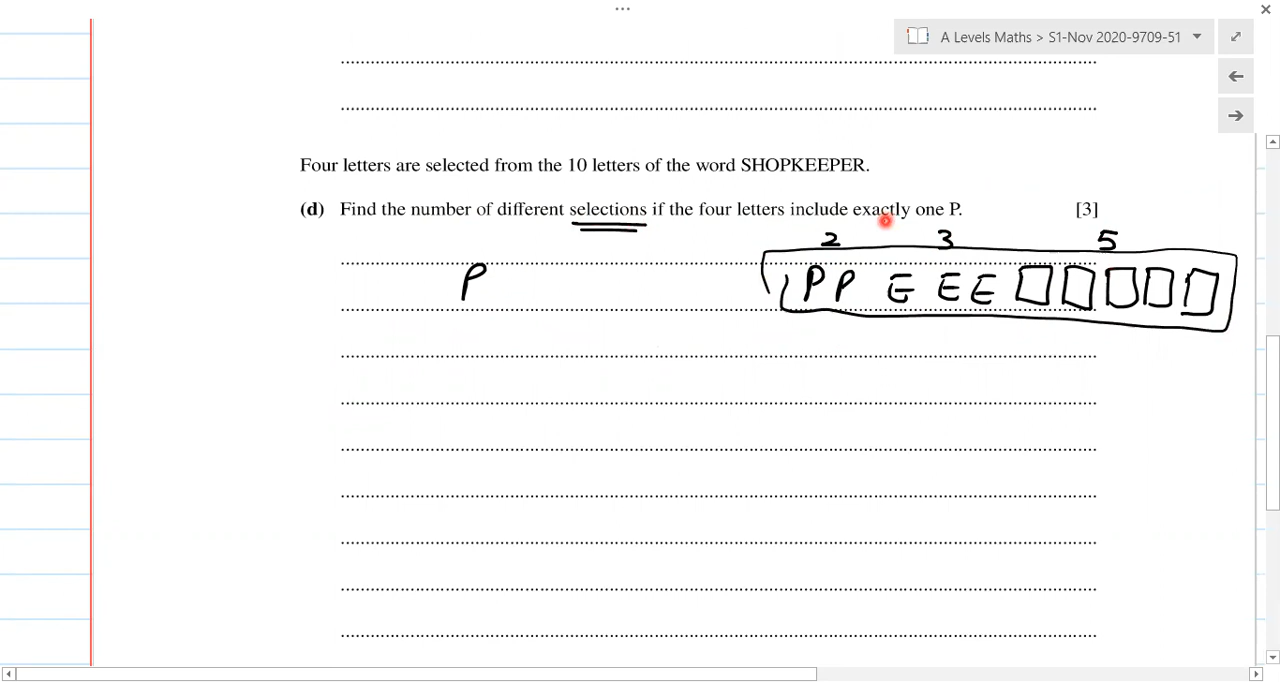 A Levels Maths > S1-Nov 2020-9709-51
Four letters are selected from the 10 letters of the word SHOPKEEPER.
(d) Find the number of different selections if the four letters include exactly one P. [3]
2 3 5
P P P E E E